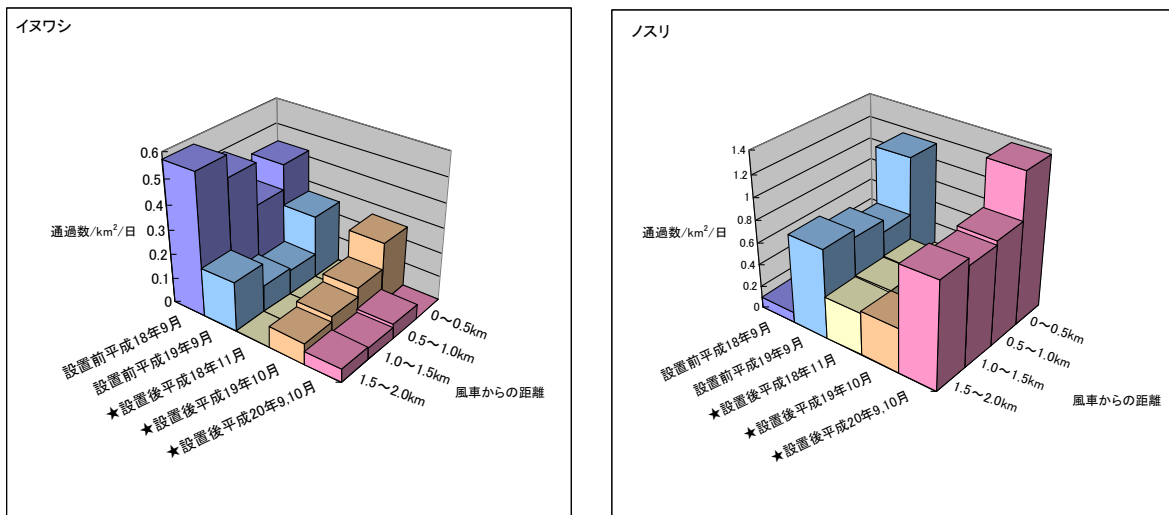 イヌワシ
0.6
0.5
0.4
0.3
0.2
0.1
0
通過数/km²/日
設置前平成18年9月
設置前平成19年9月
★設置後平成18年11月
★設置後平成19年10月
★設置後平成20年9,10月
0～0.5km
0.5～1.0km
1.0～1.5km
1.5～2.0km
風車からの距離
ノスリ
1.4
1.2
1
0.8
0.6
0.4
0.2
0
通過数/km²/日
設置前平成18年9月
設置前平成19年9月
★設置後平成18年11月
★設置後平成19年10月
★設置後平成20年9,10月
0～0.5km
0.5～1.0km
1.0～1.5km
1.5～2.0km
風車からの距離